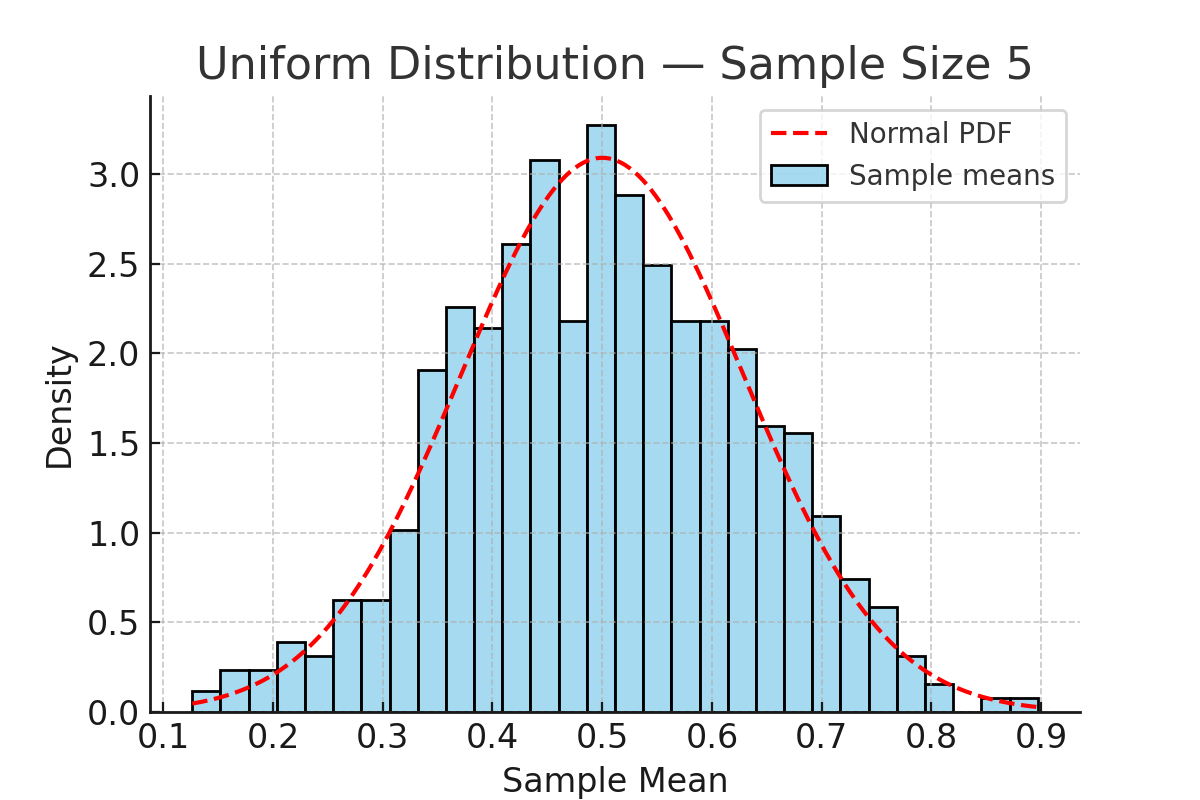 Uniform Distribution — Sample Size 5
Normal PDF
Sample means
Density
3.0
2.5
2.0
1.5
1.0
0.5
0.0
0.1 0.2 0.3 0.4 0.5 0.6 0.7 0.8 0.9
Sample Mean